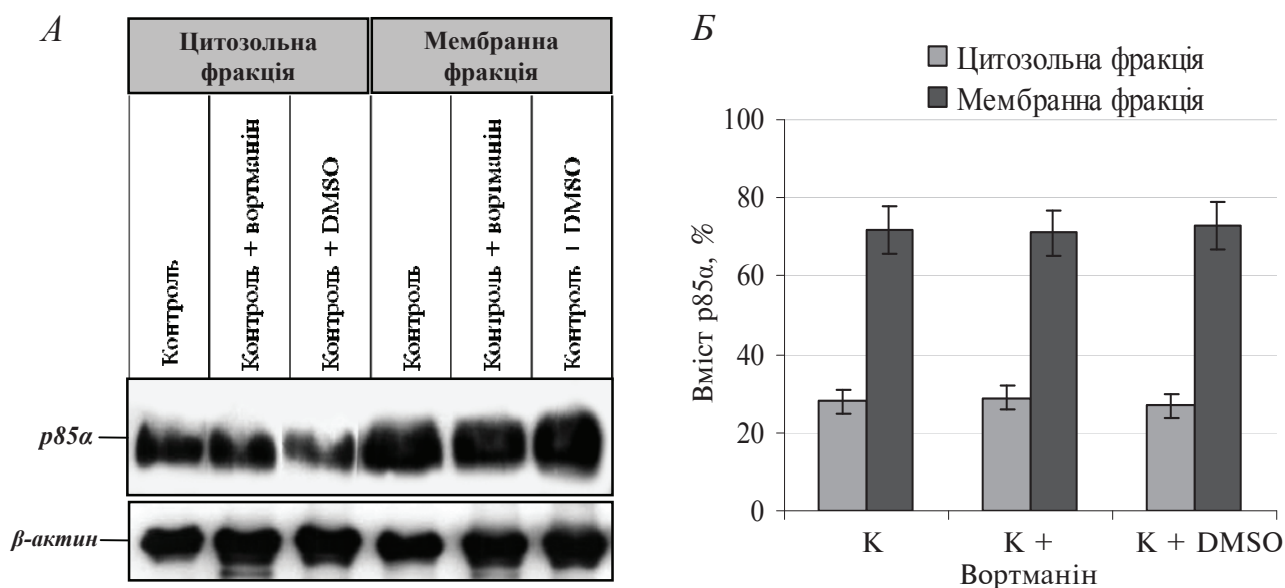 А
Цитозольна
фракція
Мембранна
фракція
Контроль
Контроль + вортманін
Контроль + DMSO
Контроль
Контроль + вортманін
Контроль + DMSO
p85α
β-актин
Б
Цитозольна фракція
Мембранна фракція
Вміст p85α, %
100
80
60
40
20
0
К
К +
Вортманін
К + DMSO